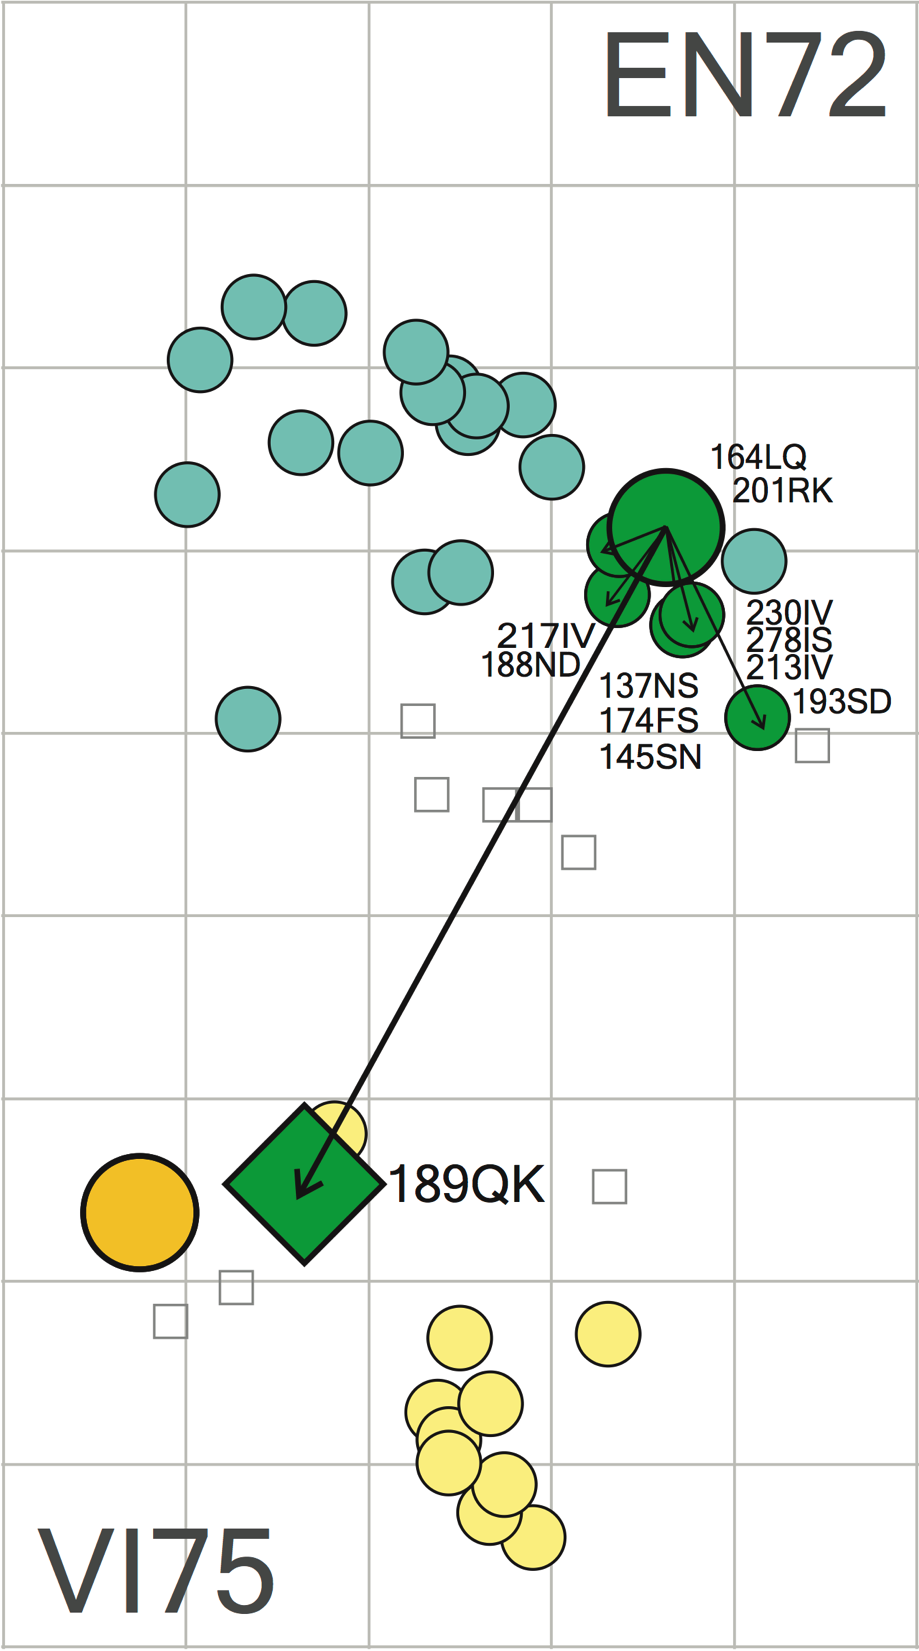 EN72
164LQ
201RK
230IV
278IS
213IV
193SD
217IV
188ND
137NS
174FS
145SN
189QK
VI75